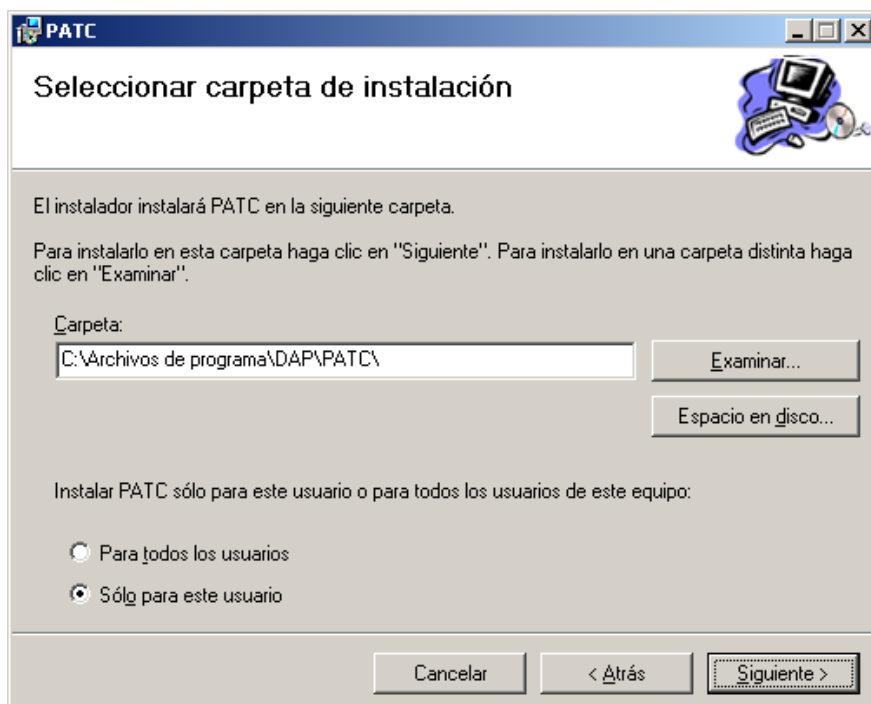 PATC
Seleccionar carpeta de instalación
El instalador instalará PATC en la siguiente carpeta.
Para instalarlo en esta carpeta haga clic en "Siguiente". Para instalarlo en una carpeta distinta haga
clic en "Examinar".
Carpeta:
C:\Archivos de programa\DAP\PATC\
Examinar...
Espacio en disco...
Instalar PATC sólo para este usuario o para todos los usuarios de este equipo:
Para todos los usuarios
Sólo para este usuario
Cancelar
< Atrás
Siguiente >